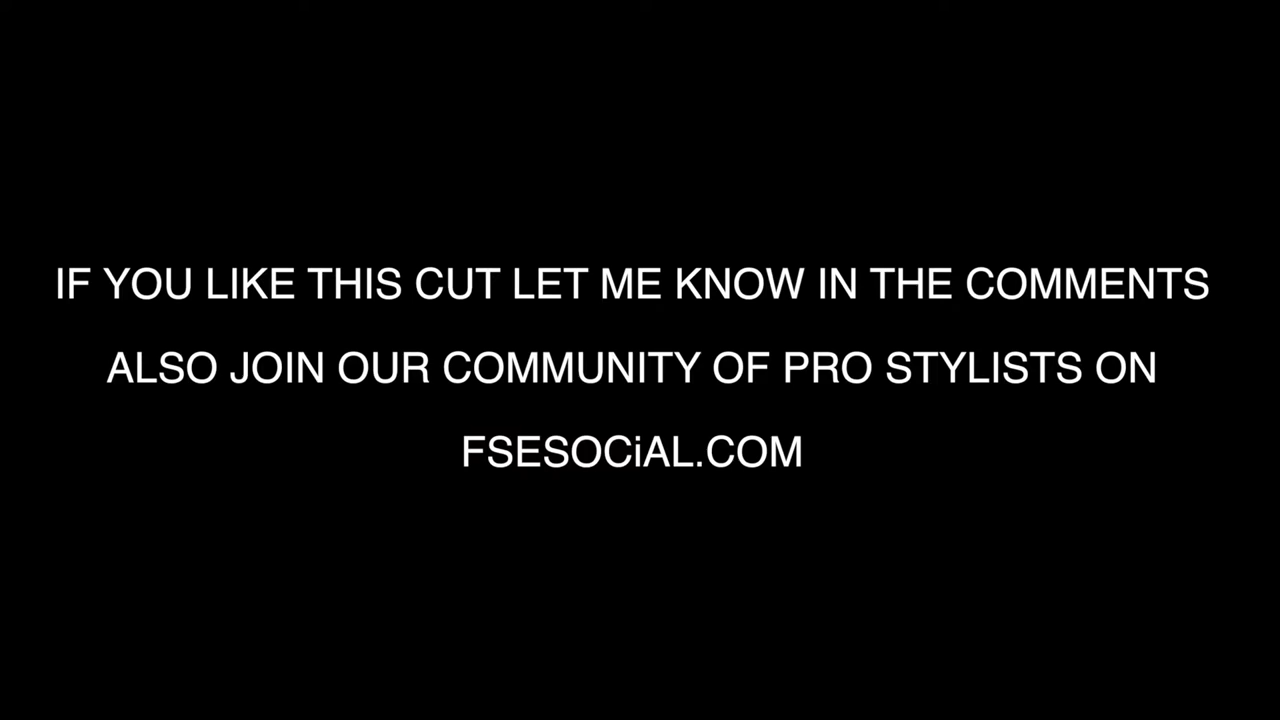 IF YOU LIKE THIS CUT LET ME KNOW IN THE COMMENTS
ALSO JOIN OUR COMMUNITY OF PRO STYLISTS ON
FSESOCiAL.COM